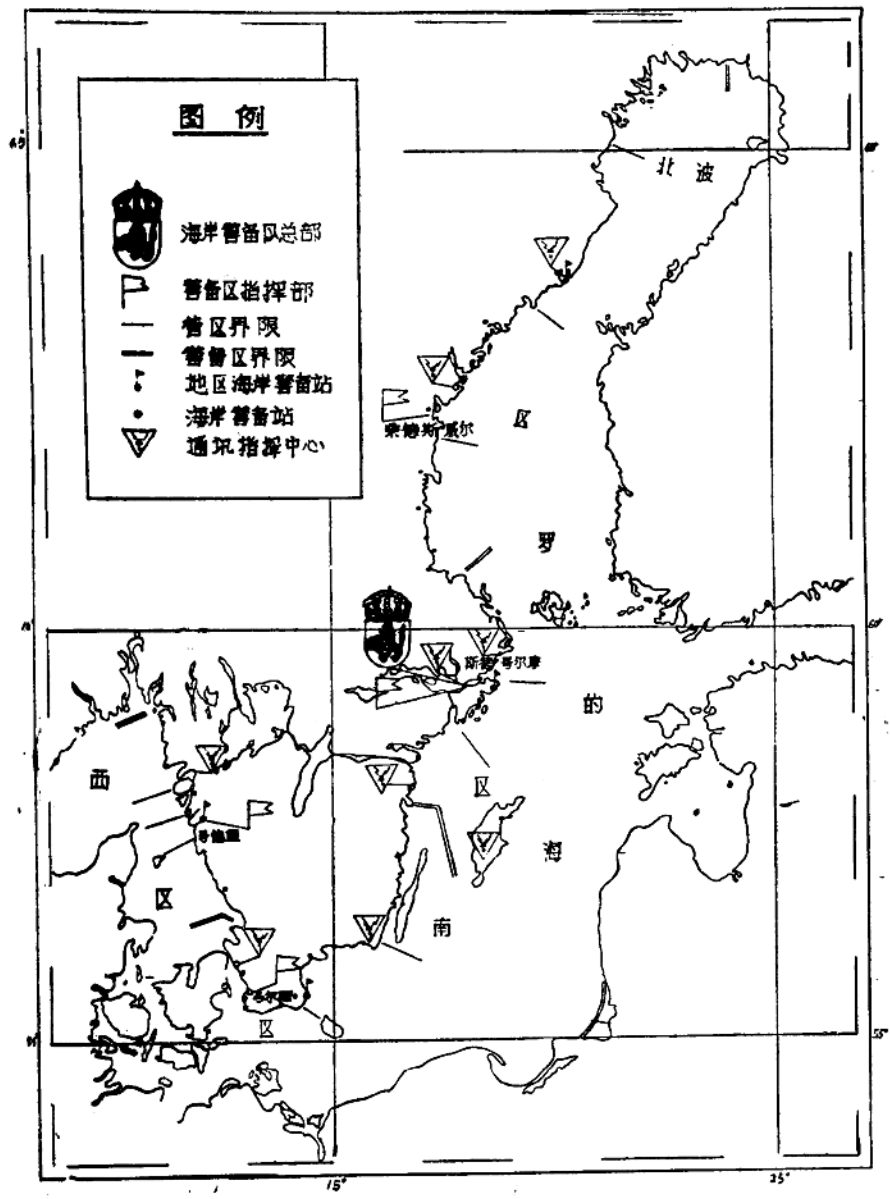 图 例
海岸警备队总部
警备区指挥部
管区界限
警备区界限
地区海岸警备站
海岸警备站
通讯指挥中心
65°
北 波
区
罗
60°
斯德哥尔摩
的
西
区
海
哥德堡
区
南
区
55°
15°
25°